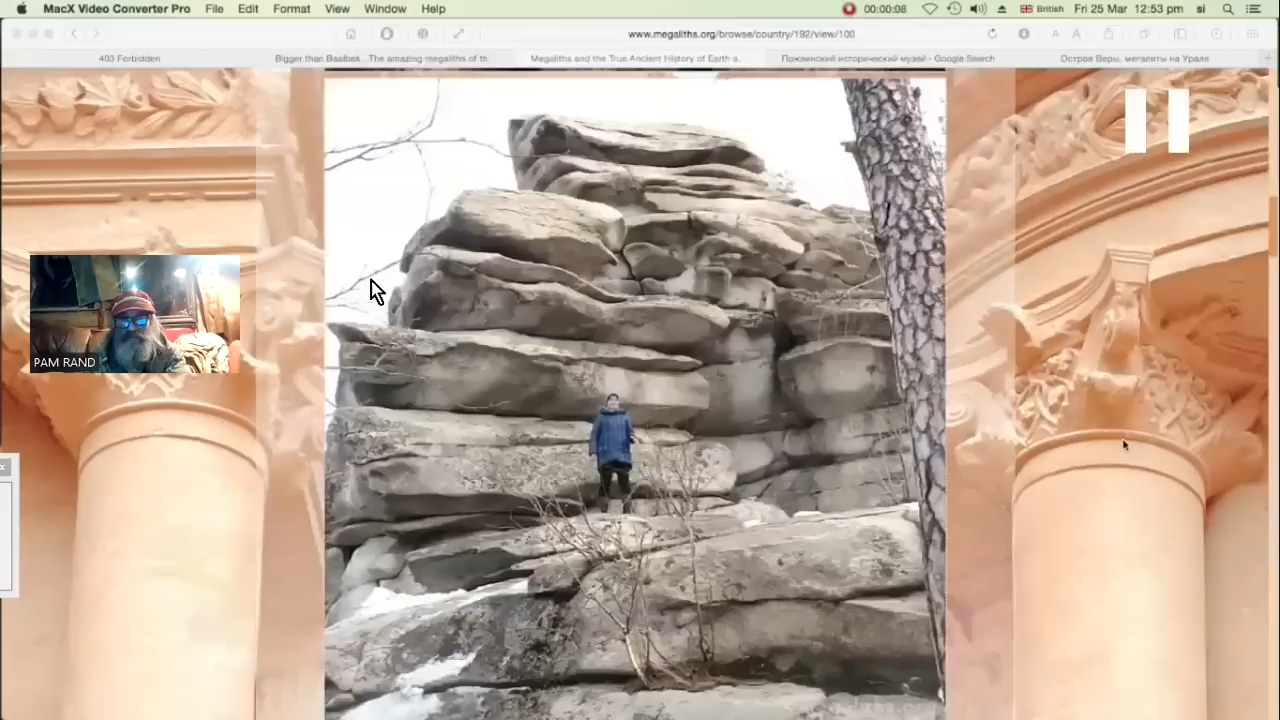 MacX Video Converter Pro File Edit Format View Window Help 00:00:08 British Fri 25 Mar 12:53 pm si
www.megaliths.org/browse/country/192/view/100
403 Forbidden Bigger than Baalbek...The amazing megaliths of th. Megaliths and the True Ancient History of Earth a. Пожвинский исторический музей - Google Search Остров Веры, мегалиты на Урале
PAM RAND